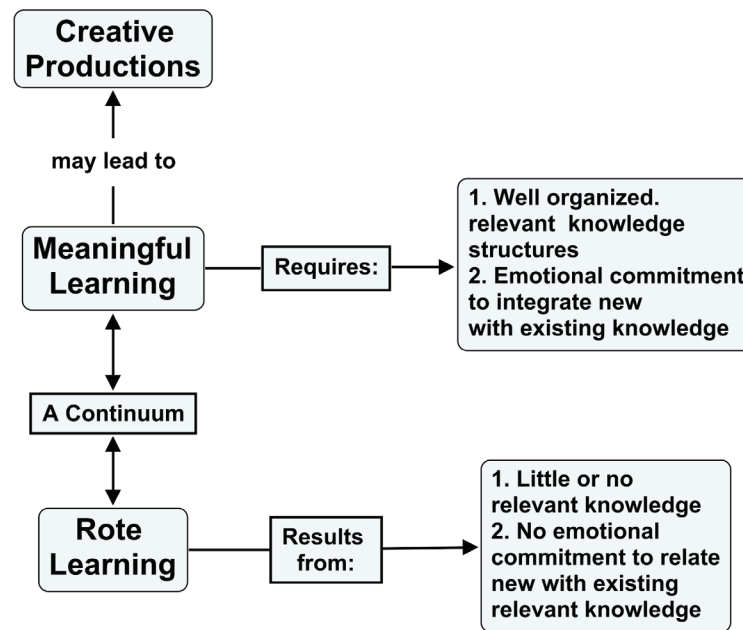 Creative
Productions
may lead to
Meaningful
Learning
Requires:
1. Well organized.
relevant knowledge
structures
2. Emotional commitment
to integrate new
with existing knowledge
A Continuum
Rote
Learning
Results
from:
1. Little or no
relevant knowledge
2. No emotional
commitment to relate
new with existing
relevant knowledge